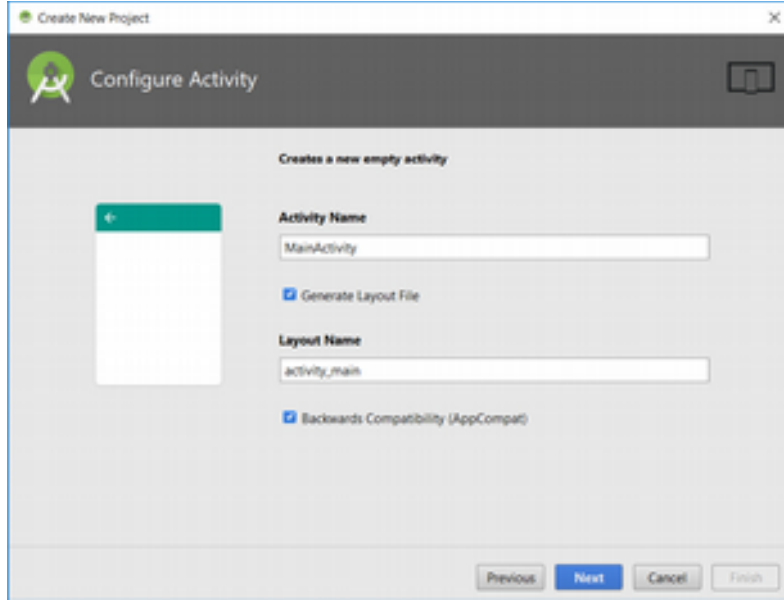 Create New Project
Configure Activity
Creates a new empty activity
Activity Name
MainActivity
Generate Layout File
Layout Name
activity_main
Backwards Compatibility (AppCompat)
Previous
Next
Cancel
Finish